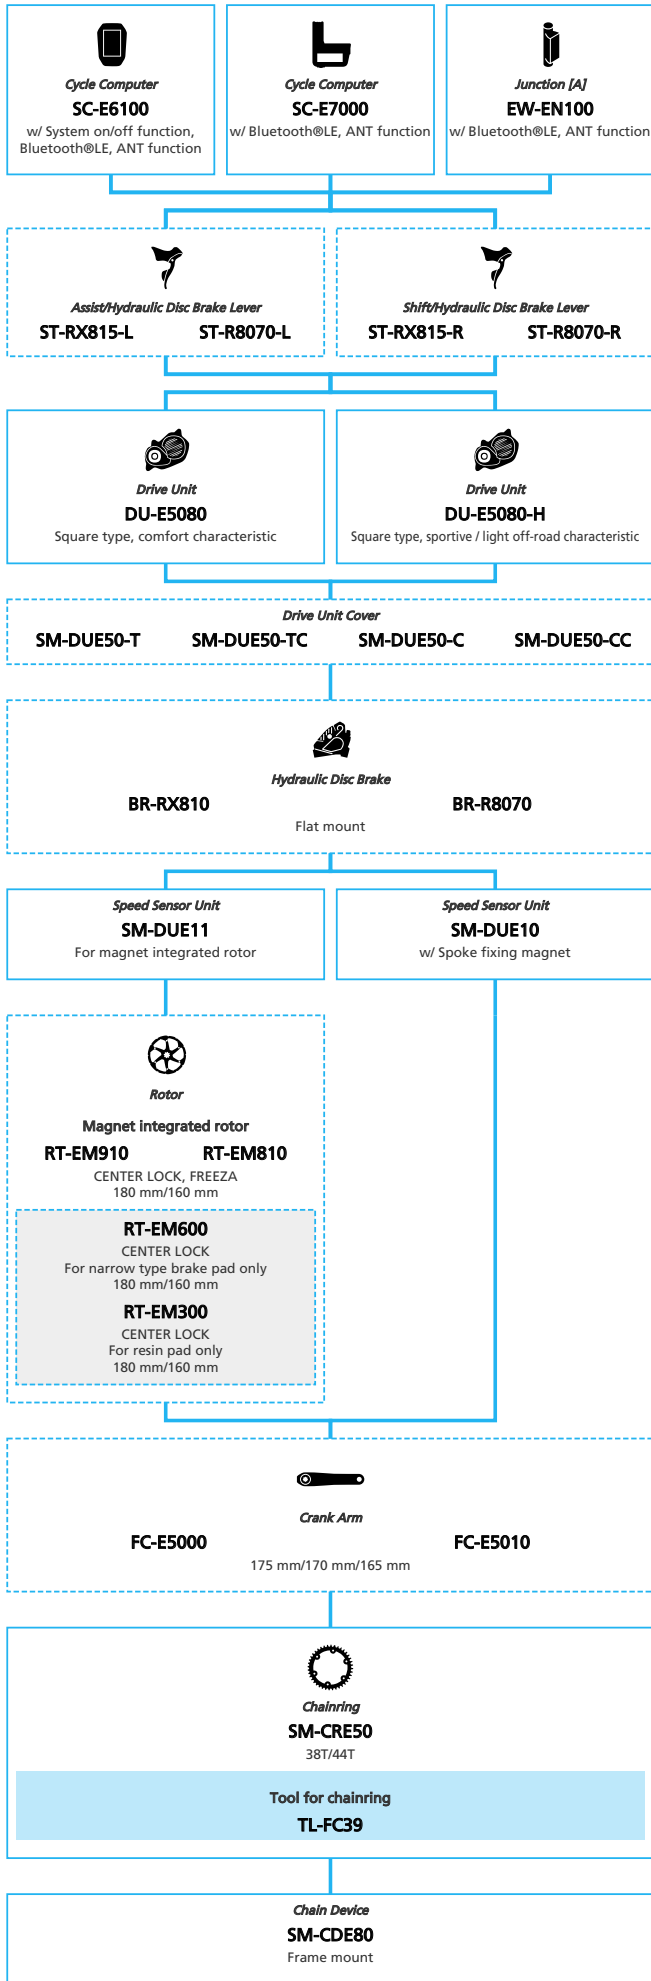 Cycle Computer
SC-E6100
w/ System on/off function,
Bluetooth®LE, ANT function
Cycle Computer
SC-E7000
w/ Bluetooth®LE, ANT function
Junction [A]
EW-EN100
w/ Bluetooth®LE, ANT function
Assist/Hydraulic Disc Brake Lever
ST-RX815-L ST-R8070-L
Shift/Hydraulic Disc Brake Lever
ST-RX815-R ST-R8070-R
Drive Unit
DU-E5080
Square type, comfort characteristic
Drive Unit
DU-E5080-H
Square type, sportive / light off-road characteristic
Drive Unit Cover
SM-DUE50-T SM-DUE50-TC SM-DUE50-C SM-DUE50-CC
Hydraulic Disc Brake
BR-RX810 BR-R8070
Flat mount
Speed Sensor Unit
SM-DUE11
For magnet integrated rotor
Speed Sensor Unit
SM-DUE10
w/ Spoke fixing magnet
Rotor
Magnet integrated rotor
RT-EM910 RT-EM810
CENTER LOCK, FREEZA
180 mm/160 mm
RT-EM600
CENTER LOCK
For narrow type brake pad only
180 mm/160 mm
RT-EM300
CENTER LOCK
For resin pad only
180 mm/160 mm
Crank Arm
FC-E5000 FC-E5010
175 mm/170 mm/165 mm
Chainring
SM-CRE50
38T/44T
Tool for chainring
TL-FC39
Chain Device
SM-CDE80
Frame mount